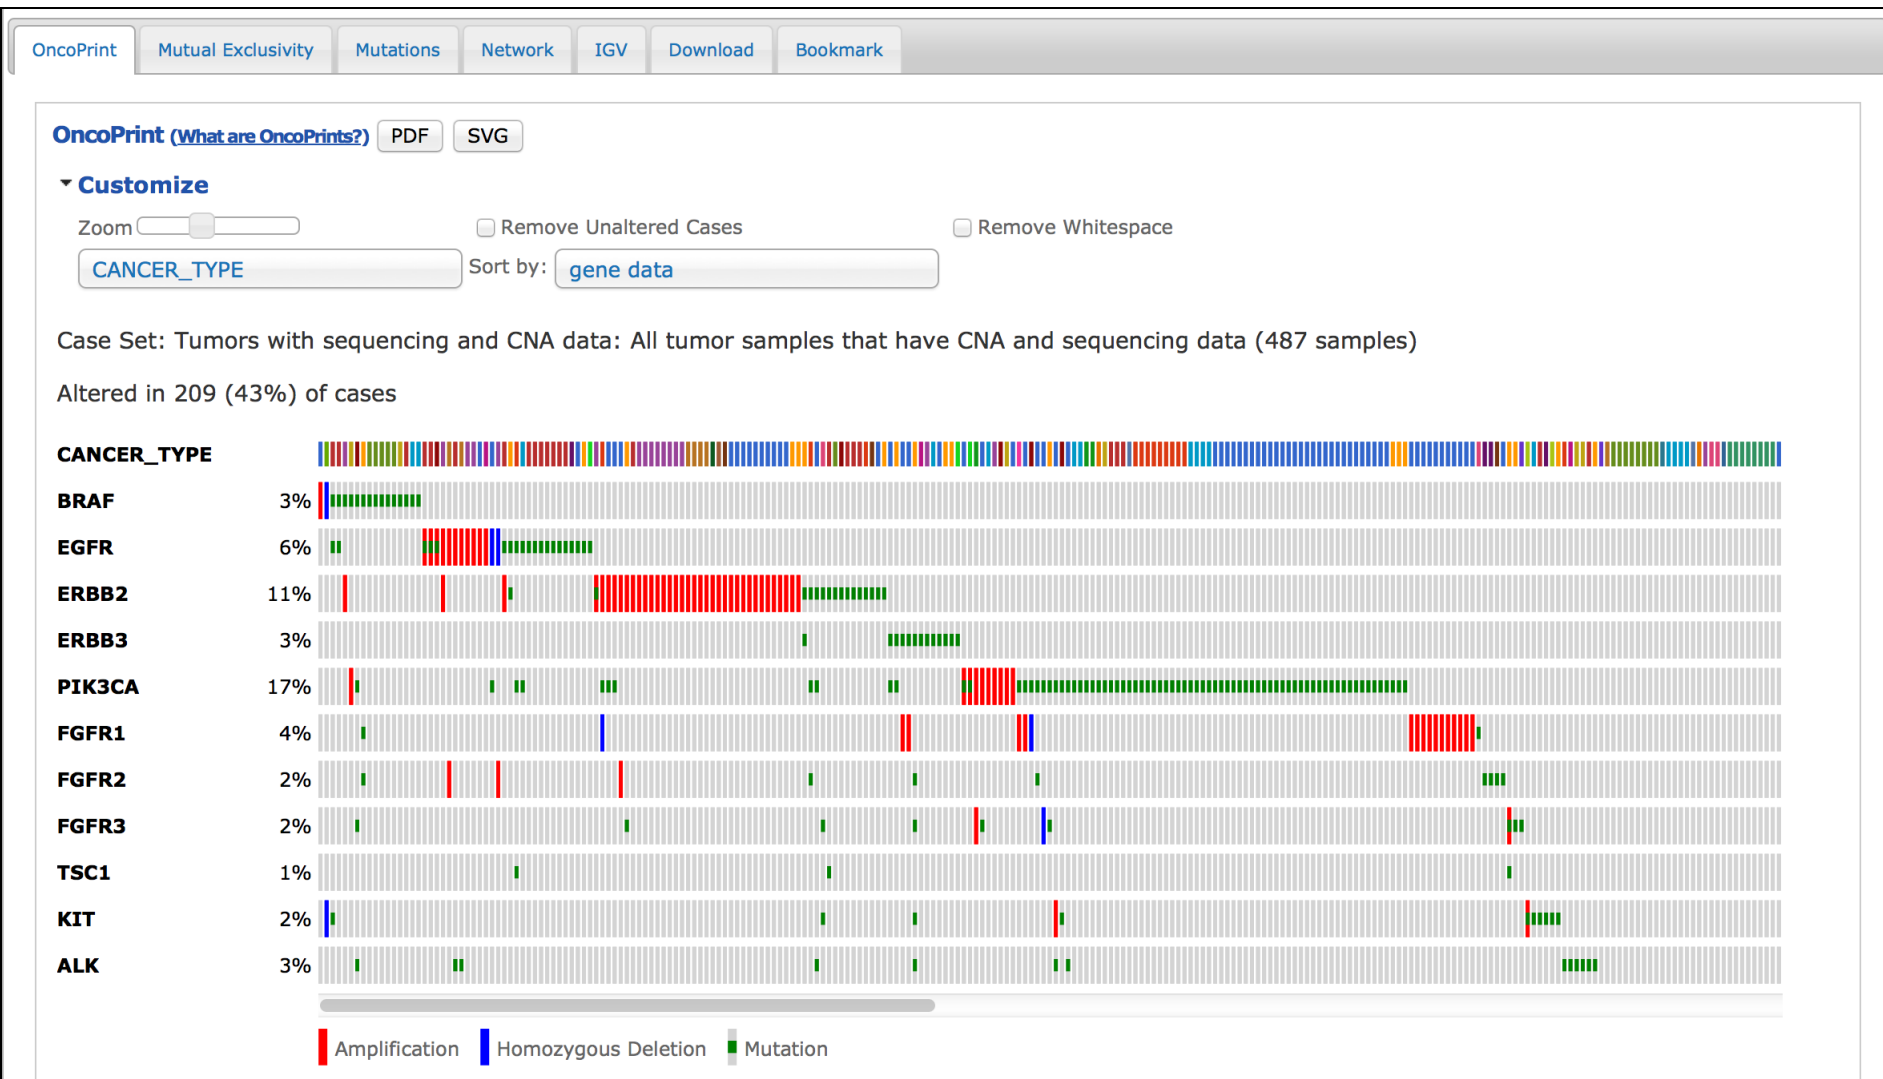 OncoPrint Mutual Exclusivity Mutations Network IGV Download Bookmark
OncoPrint (What are OncoPrints?) PDF SVG
Customize
Zoom Remove Unaltered Cases Remove Whitespace
CANCER_TYPE Sort by: gene data
Case Set: Tumors with sequencing and CNA data: All tumor samples that have CNA and sequencing data (487 samples)
Altered in 209 (43%) of cases
CANCER_TYPE
BRAF 3%
EGFR 6%
ERBB2 11%
ERBB3 3%
PIK3CA 17%
FGFR1 4%
FGFR2 2%
FGFR3 2%
TSC1 1%
KIT 2%
ALK 3%
Amplification Homozygous Deletion Mutation